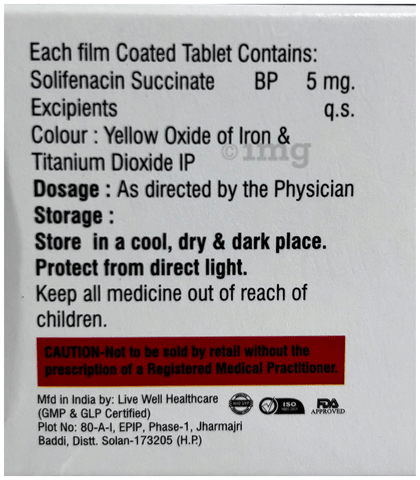 Each film Coated Tablet Contains:
Solifenacin Succinate BP 5 mg.
Excipients q.s.
Colour : Yellow Oxide of Iron &
Titanium Dioxide IP
©1mg
Dosage : As directed by the Physician
Storage :
Store in a cool, dry & dark place.
Protect from direct light.
Keep all medicine out of reach of
children.
CAUTION-Not to be sold by retail without the
prescription of a Registered Medical Practitioner.
Mfd in India by: Live Well Healthcare
(GMP & GLP Certified)
Plot No: 80-A-I, EPIP, Phase-1, Jharmajri
Baddi, Distt. Solan-173205 (H.P.)
ISO
FDA
APPROVED